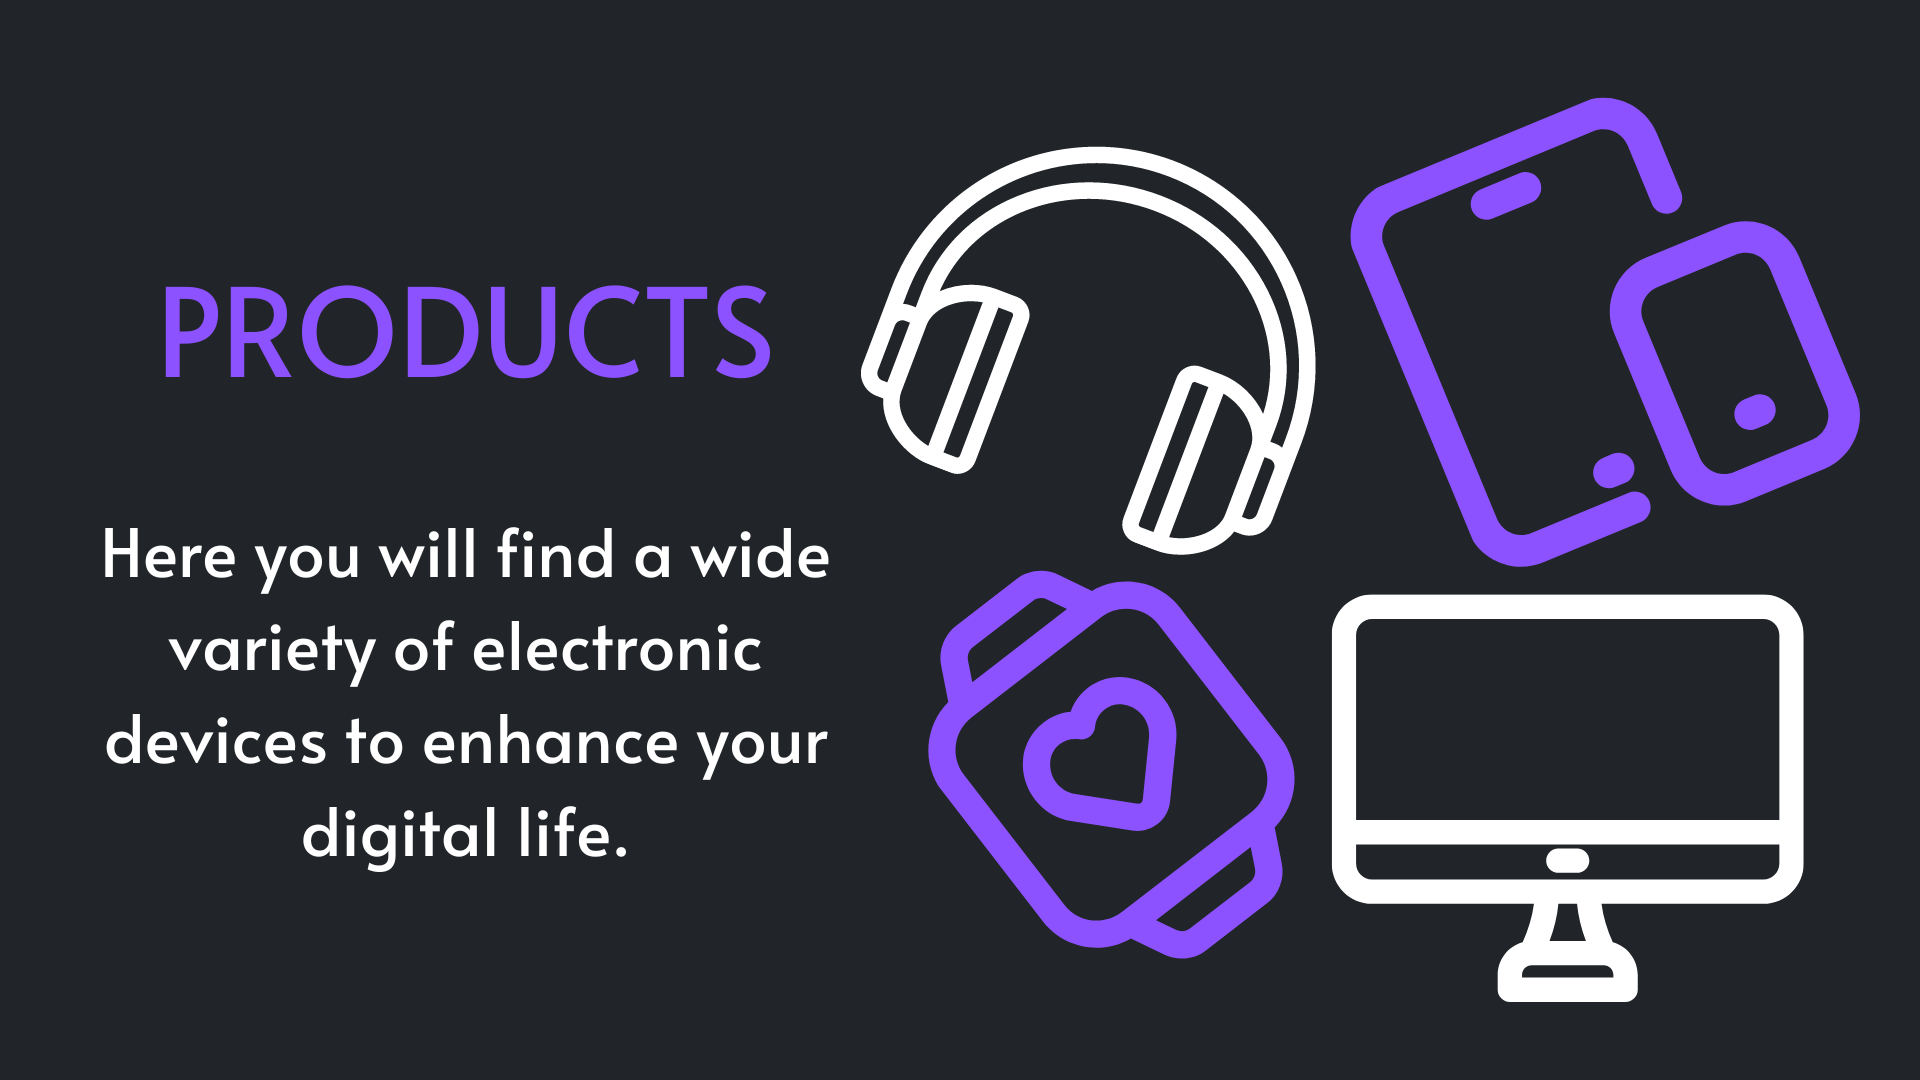 PRODUCTS
Here you will find a wide
variety of electronic
devices to enhance your
digital life.